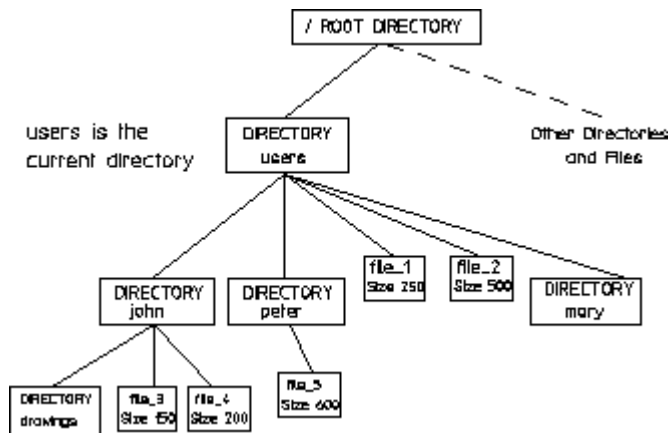 / ROOT DIRECTORY
users is the
current directory
DIRECTORY
users
Other Directories
and Files
file_1
Size 250
file_2
Size 500
DIRECTORY
john
DIRECTORY
peter
DIRECTORY
mary
DIRECTORY
drawings
file_3
Size 150
file_4
Size 200
file_5
Size 600